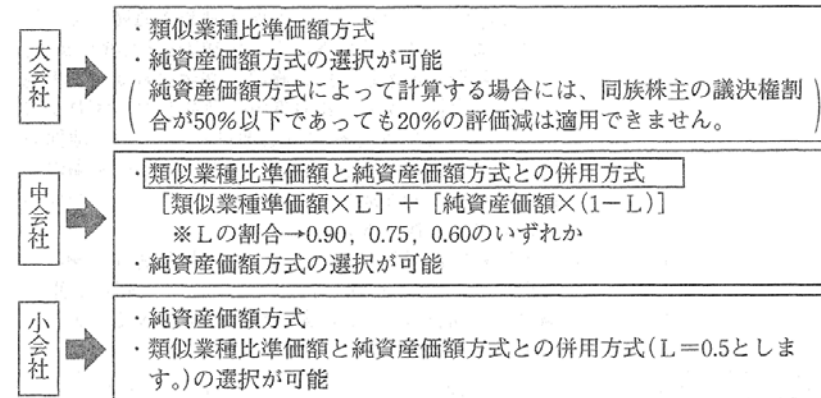 大会社
・類似業種比準価額方式
・純資産価額方式の選択が可能
(純資産価額方式によって計算する場合には、同族株主の議決権割
合が50%以下であっても20%の評価減は適用できません。)
中会社
・類似業種比準価額と純資産価額方式との併用方式
[類似業種準価額×L]+[純資産価額×(1-L)]
※Lの割合→0.90,0.75,0.60のいずれか
・純資産価額方式の選択が可能
小会社
・純資産価額方式
・類似業種比準価額と純資産価額方式との併用方式(L=0.5としま
す。)の選択が可能